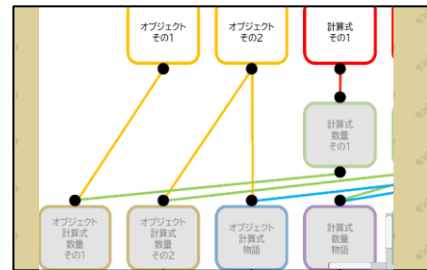 オブジェクト
その1
オブジェクト
その2
計算式
その1
計算式
数量
その1
オブジェクト
計算式
数量
その1
オブジェクト
計算式
数量
その2
オブジェクト
計算式
物語
計算式
数量
物語